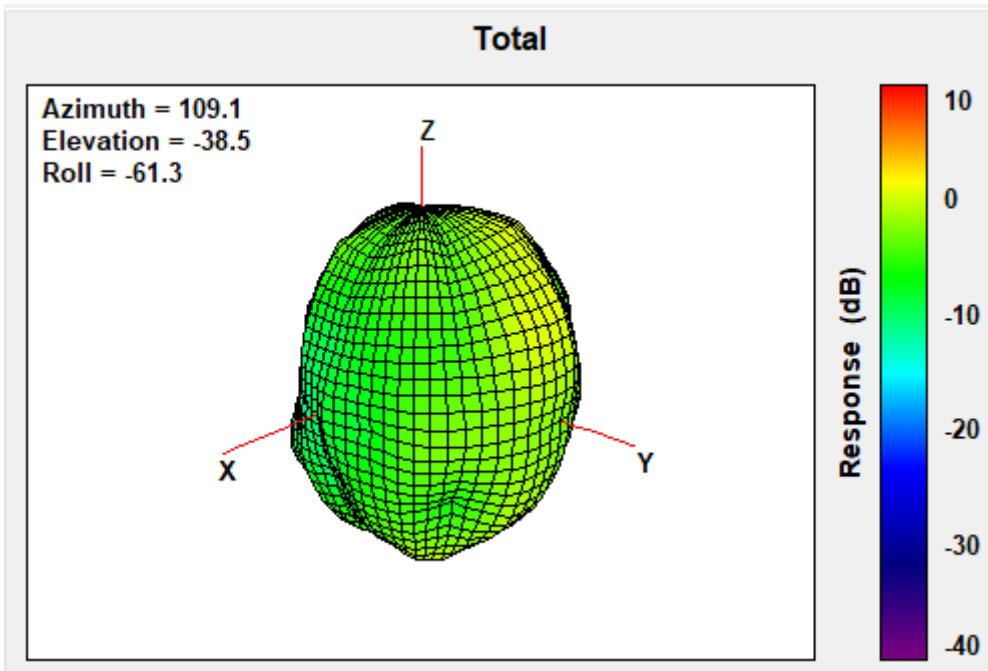 Total
Azimuth = 109.1
Elevation = -38.5
Roll = -61.3
Z
X
Y
10
0
-10
-20
-30
-40
Response (dB)